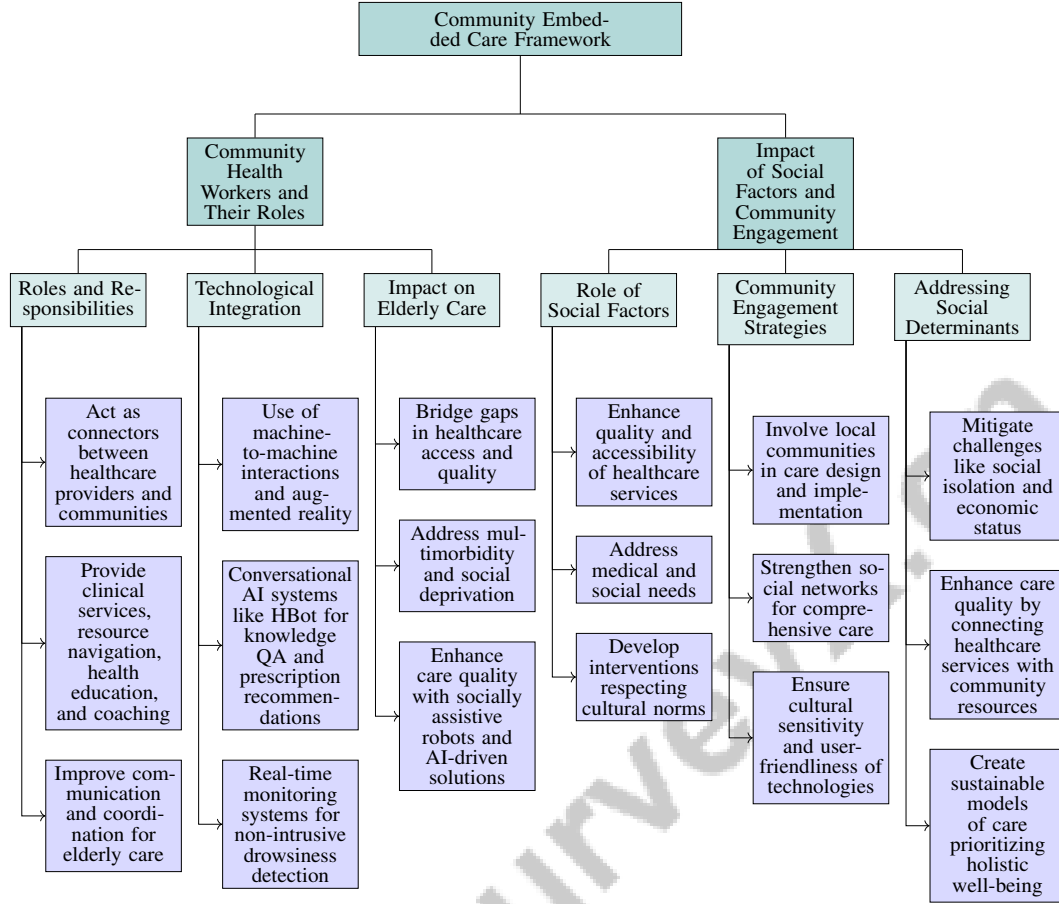 Community Embed-
ded Care Framework
Community
Health
Workers and
Their Roles
Impact
of Social
Factors and
Community
Engagement
Roles and Re-
sponsibilities
Technological
Integration
Impact on
Elderly Care
Role of
Social Factors
Community
Engagement
Strategies
Addressing
Social
Determinants
Act as
connectors
between
healthcare
providers and
communities
Provide
clinical
services,
resource
navigation,
health
education,
and coaching
Improve com-
munication
and coordi-
nation for
elderly care
Use of
machine-
to-machine
interactions
and aug-
mented reality
Conversational
AI systems
like HBot for
knowledge
QA and
prescription
recommen-
dations
Real-time
monitoring
systems for
non-intrusive
drowsiness
detection
Bridge gaps
in healthcare
access and
quality
Address mul-
timorbidity
and social
deprivation
Enhance
care quality
with socially
assistive
robots and
AI-driven
solutions
Enhance
quality and
accessibility
of healthcare
services
Address
medical and
social needs
Develop
interventions
respecting
cultural norms
Involve local
communities
in care design
and imple-
mentation
Strengthen so-
cial networks
for compre-
hensive care
Ensure
cultural
sensitivity
and user-
friendliness of
technologies
Mitigate
challenges
like social
isolation and
economic
status
Enhance care
quality by
connecting
healthcare
services with
community
resources
Create
sustainable
models
of care
prioritizing
holistic
well-being